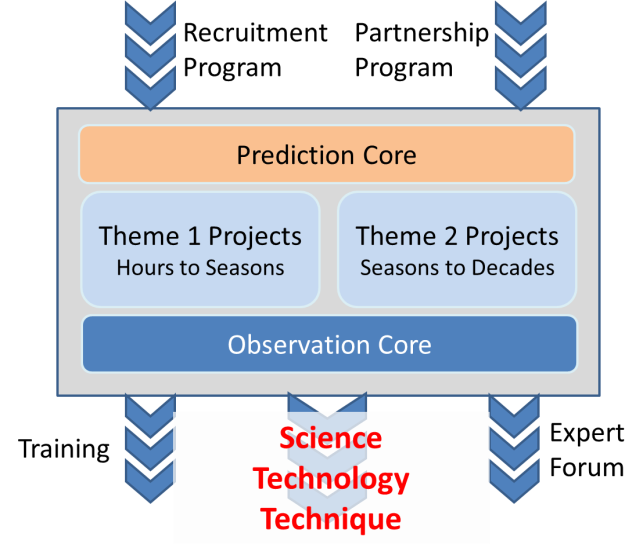 Recruitment
Program
Partnership
Program
Prediction Core
Theme 1 Projects
Hours to Seasons
Theme 2 Projects
Seasons to Decades
Observation Core
Training
Science
Technology
Technique
Expert
Forum